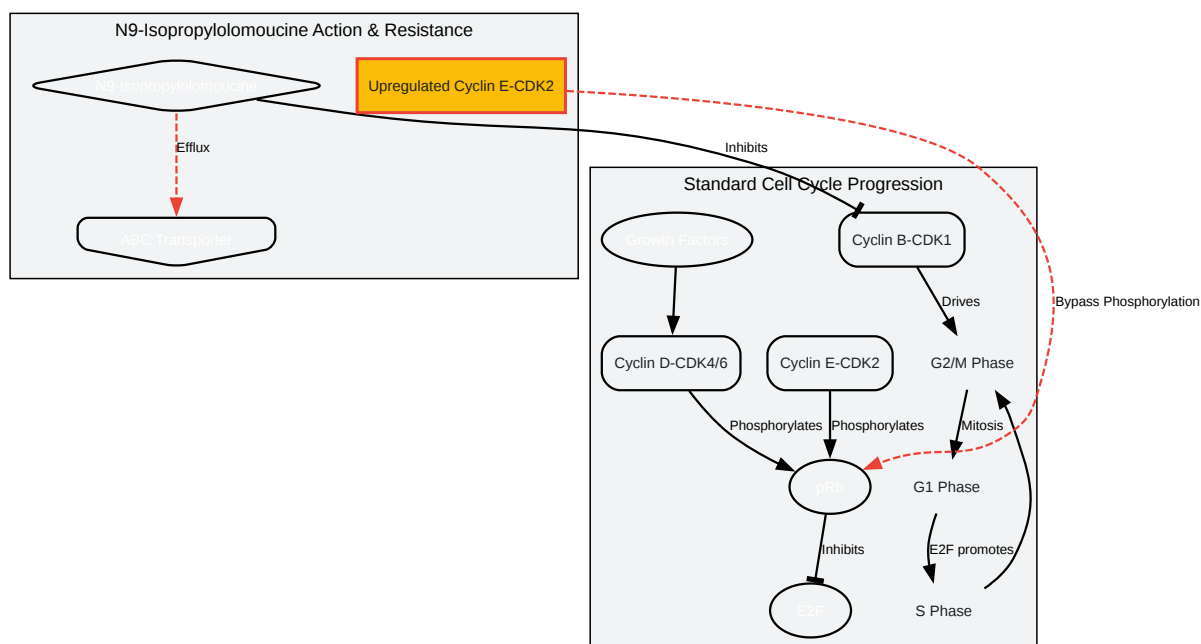 N9-Isopropylolomoucine Action & Resistance
N9-Isopropylolomoucine
Upregulated Cyclin E-CDK2
Efflux
Inhibits
ABC Transporter
Standard Cell Cycle Progression
Growth Factors
Cyclin B-CDK1
Drives
Bypass Phosphorylation
Cyclin D-CDK4/6
Cyclin E-CDK2
G2/M Phase
Phosphorylates
Phosphorylates
Mitosis
pRb
G1 Phase
Inhibits
E2F promotes
E2F
S Phase